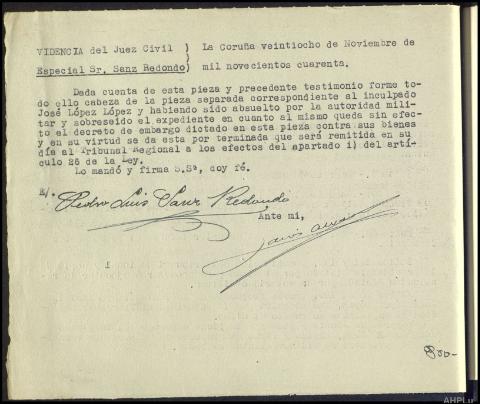 VIDENCIA del Juez Civil ) La Coruña veintiocho de Noviembre de
)
Especial Sr. Sanz Redondo) mil novecientos cuarenta.
Dada cuenta de esta pieza y precedente testimonio forme to-
do ello cabeza de la pieza separada correspondiente al inculpado
José López López y habiendo sido absuelto por la autoridad mili-
tar y sobreseido el expediente en cuanto al mismo queda sin efec-
to el decreto de embargo dictado en esta pieza contra sus bienes
y en su virtud se da esta por terminada que será remitida en su
día al Tribunal Regional a los efectos del apartado i) del artí-
culo 26 de la Ley.
Lo mandó y firma S.Sª, doy fé.
E/.
Pedro Luis Sanz Redondo
Ante mi,
AHPLu